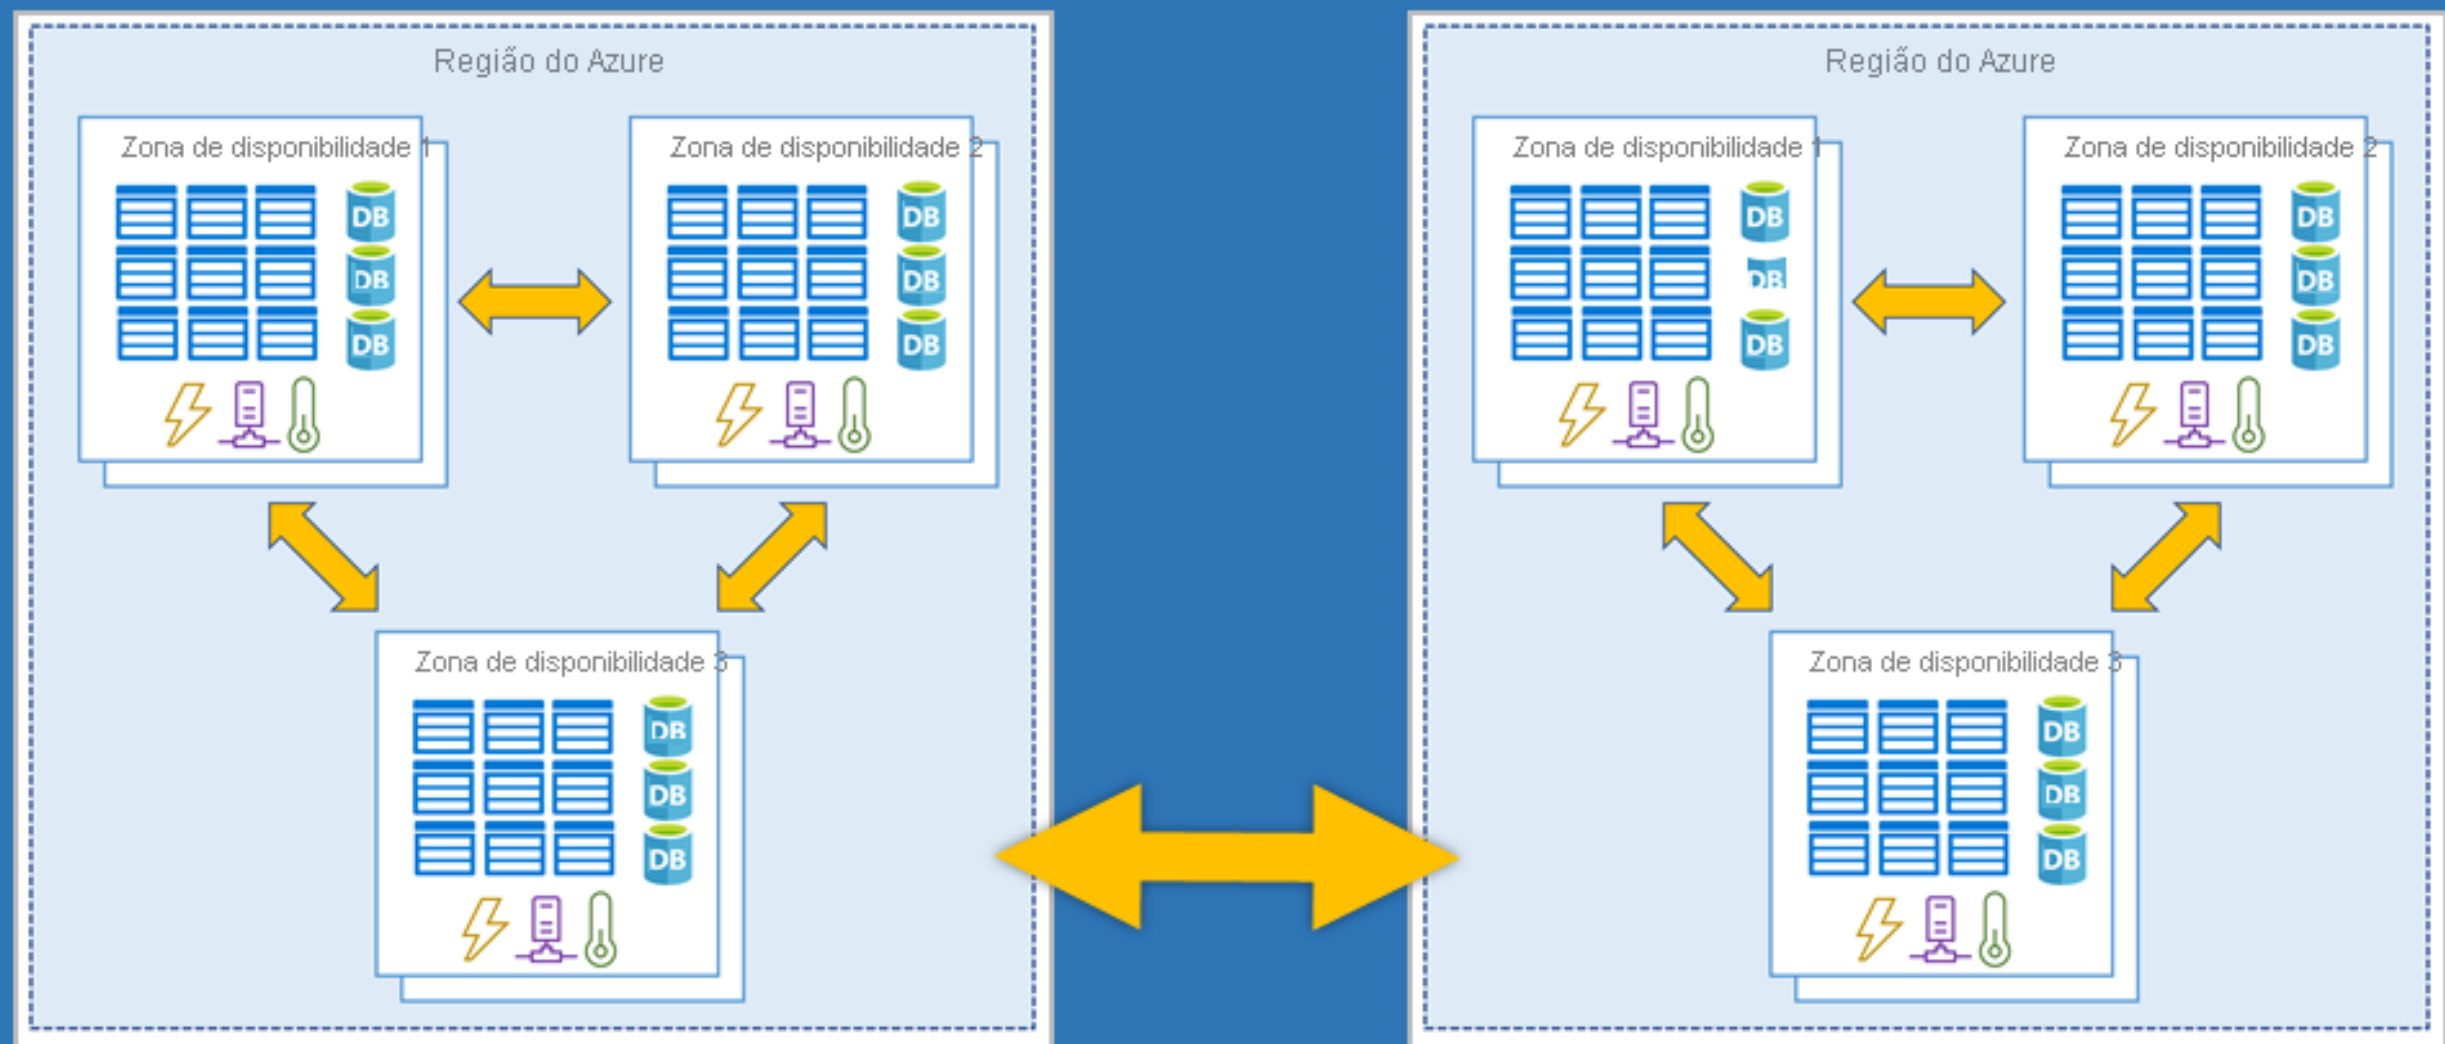 Região do Azure
Zona de disponibilidade 1
Zona de disponibilidade 2
DB
DB
DB
DB
DB
DB
Zona de disponibilidade 3
DB
DB
DB
Região do Azure
Zona de disponibilidade 1
Zona de disponibilidade 2
DB
DB
DB
DB
DB
DB
Zona de disponibilidade 3
DB
DB
DB